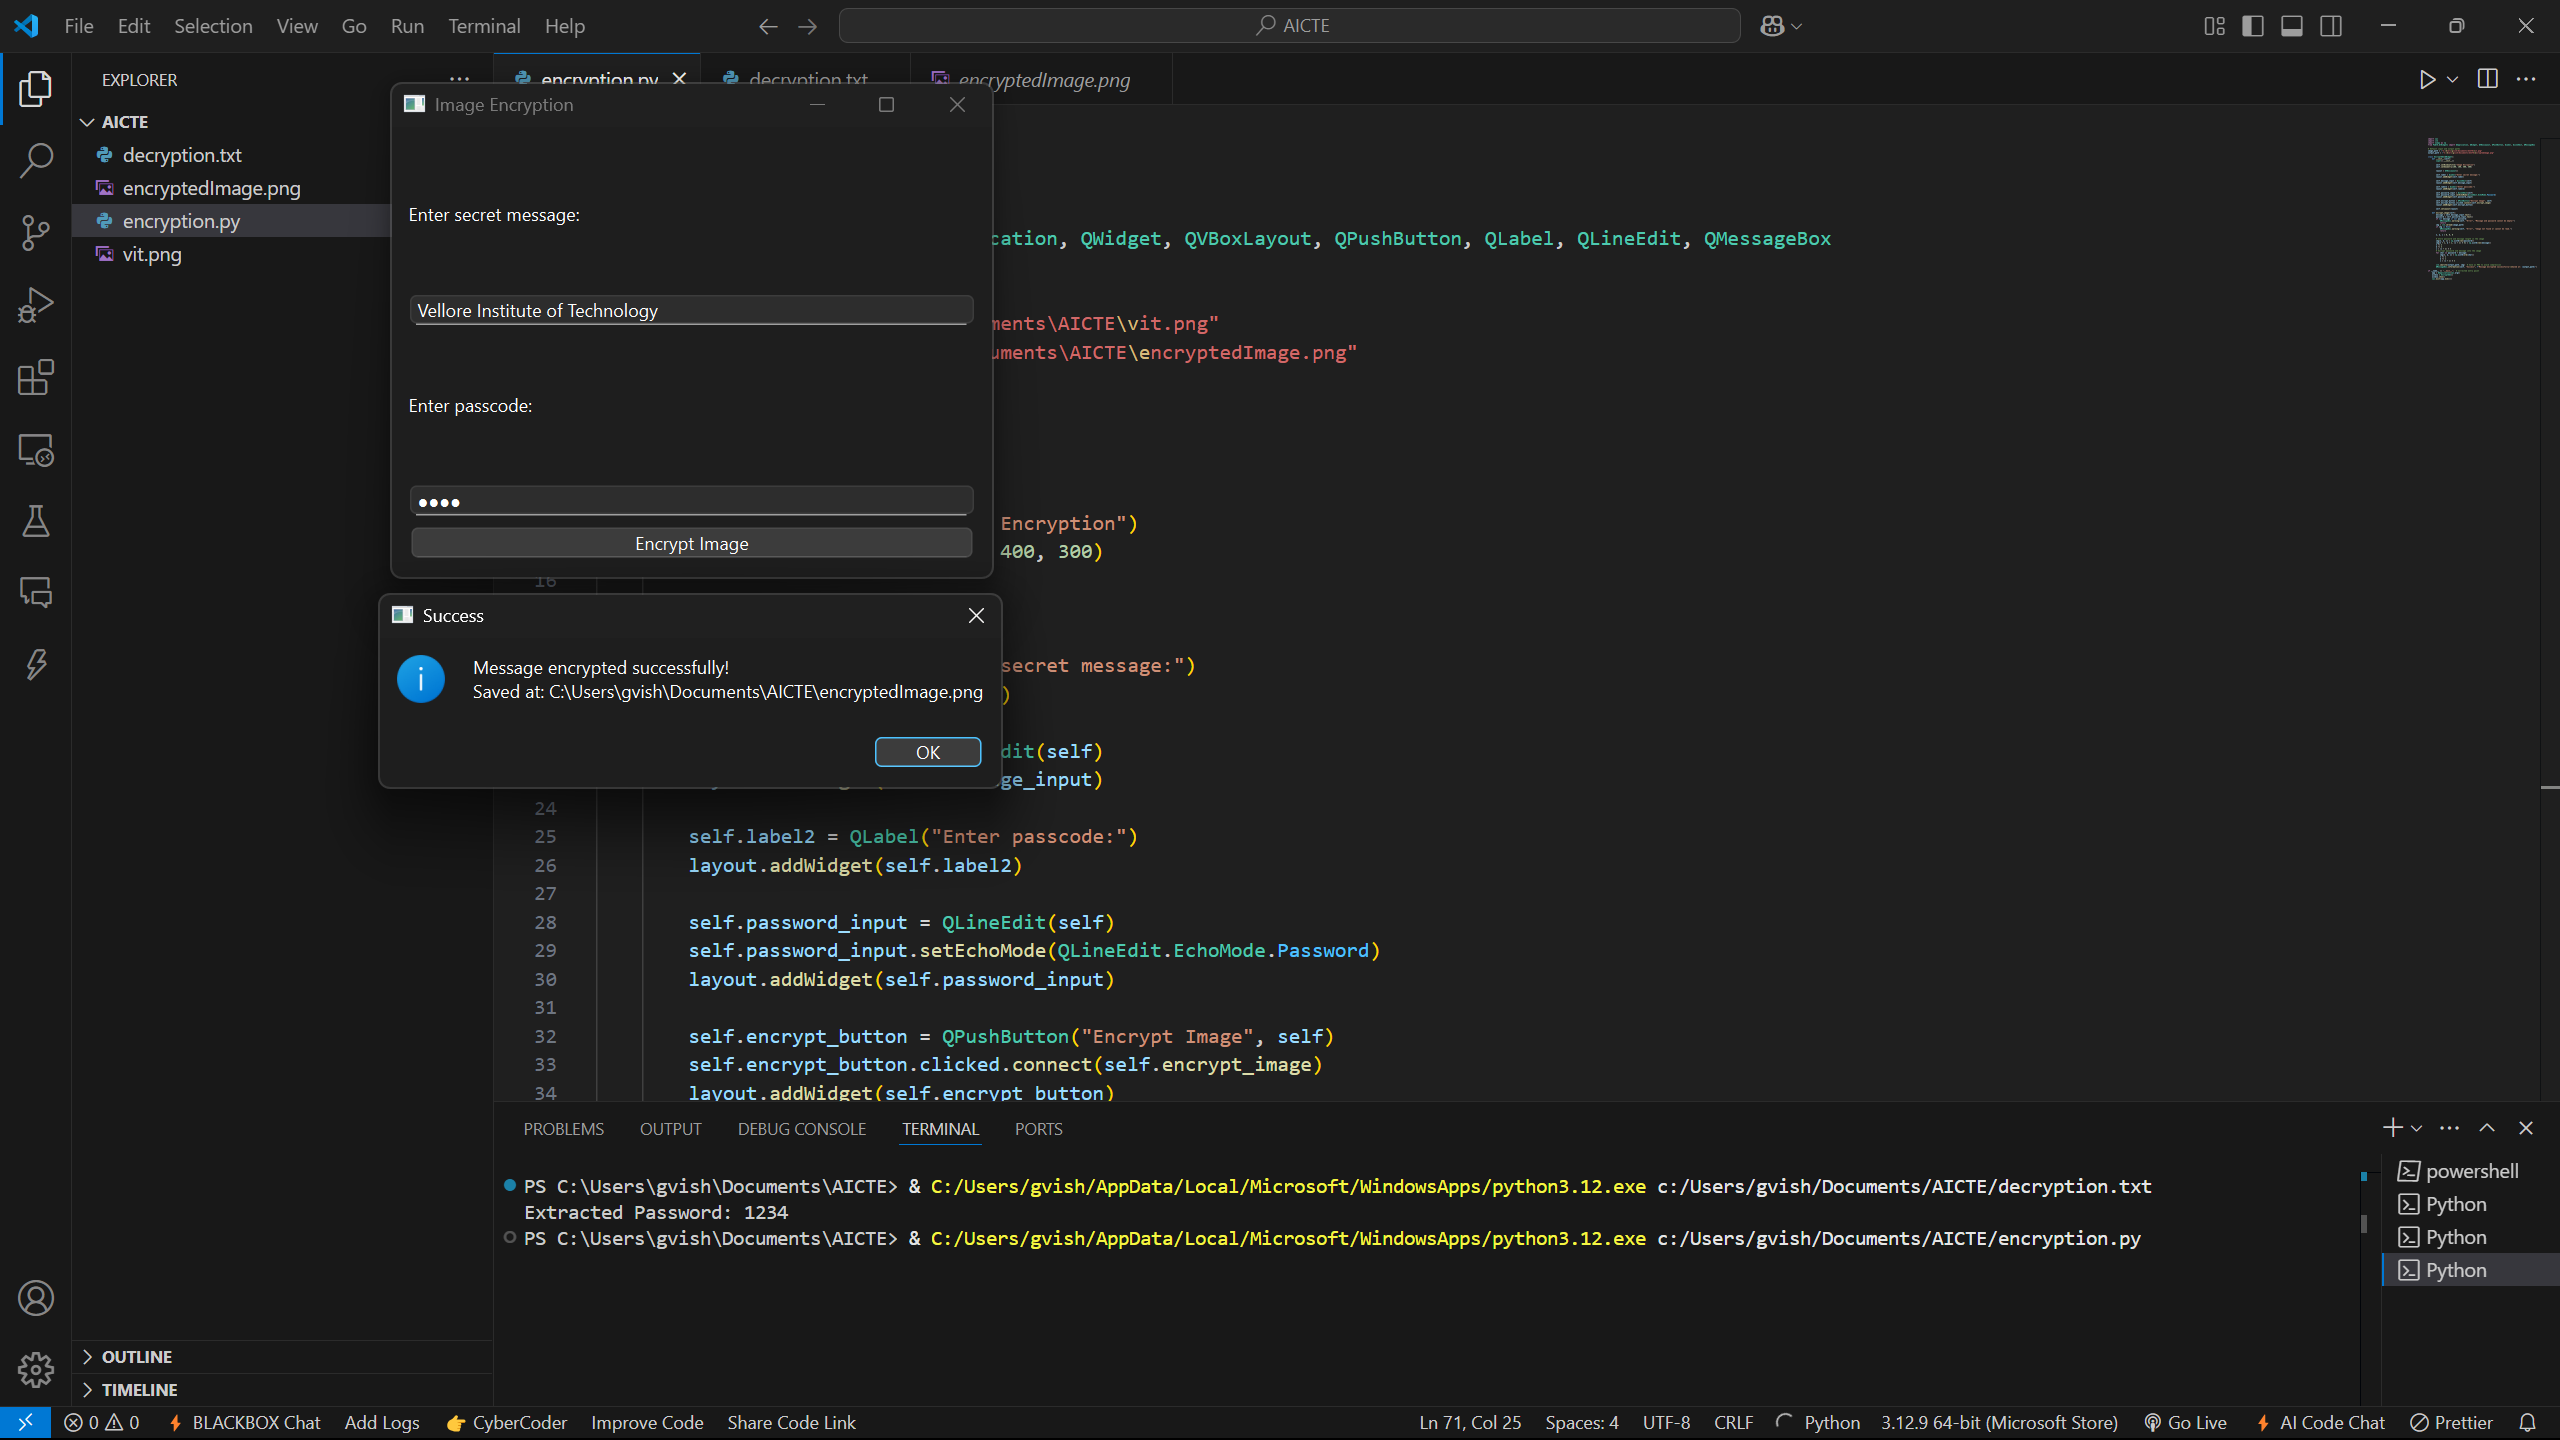 File Edit Selection View Go Run Terminal Help
AICTE
EXPLORER
AICTE
decryption.txt
encryptedImage.png
encryption.py
vit.png
OUTLINE
TIMELINE
encryption.py
decryption.txt
encryptedImage.png
Image Encryption
Enter secret message:
Vellore Institute of Technology
Enter passcode:
Encrypt Image
Success
Message encrypted successfully!
Saved at: C:\Users\gvish\Documents\AICTE\encryptedImage.png
OK
cation, QWidget, QVBoxLayout, QPushButton, QLabel, QLineEdit, QMessageBox
ments\AICTE\vit.png"
uments\AICTE\encryptedImage.png"
Encryption")
400, 300)
16
secret message:")
)
dit(self)
ge_input)
24
25 self.label2 = QLabel("Enter passcode:")
26 layout.addWidget(self.label2)
27
28 self.password_input = QLineEdit(self)
29 self.password_input.setEchoMode(QLineEdit.EchoMode.Password)
30 layout.addWidget(self.password_input)
31
32 self.encrypt_button = QPushButton("Encrypt Image", self)
33 self.encrypt_button.clicked.connect(self.encrypt_image)
34 layout.addWidget(self.encrypt_button)
PROBLEMS OUTPUT DEBUG CONSOLE TERMINAL PORTS
PS C:\Users\gvish\Documents\AICTE> & C:/Users/gvish/AppData/Local/Microsoft/WindowsApps/python3.12.exe c:/Users/gvish/Documents/AICTE/decryption.txt
Extracted Password: 1234
PS C:\Users\gvish\Documents\AICTE> & C:/Users/gvish/AppData/Local/Microsoft/WindowsApps/python3.12.exe c:/Users/gvish/Documents/AICTE/encryption.py
powershell
Python
Python
Python
0 0 BLACKBOX Chat Add Logs CyberCoder Improve Code Share Code Link Ln 71, Col 25 Spaces: 4 UTF-8 CRLF Python 3.12.9 64-bit (Microsoft Store) Go Live AI Code Chat Prettier